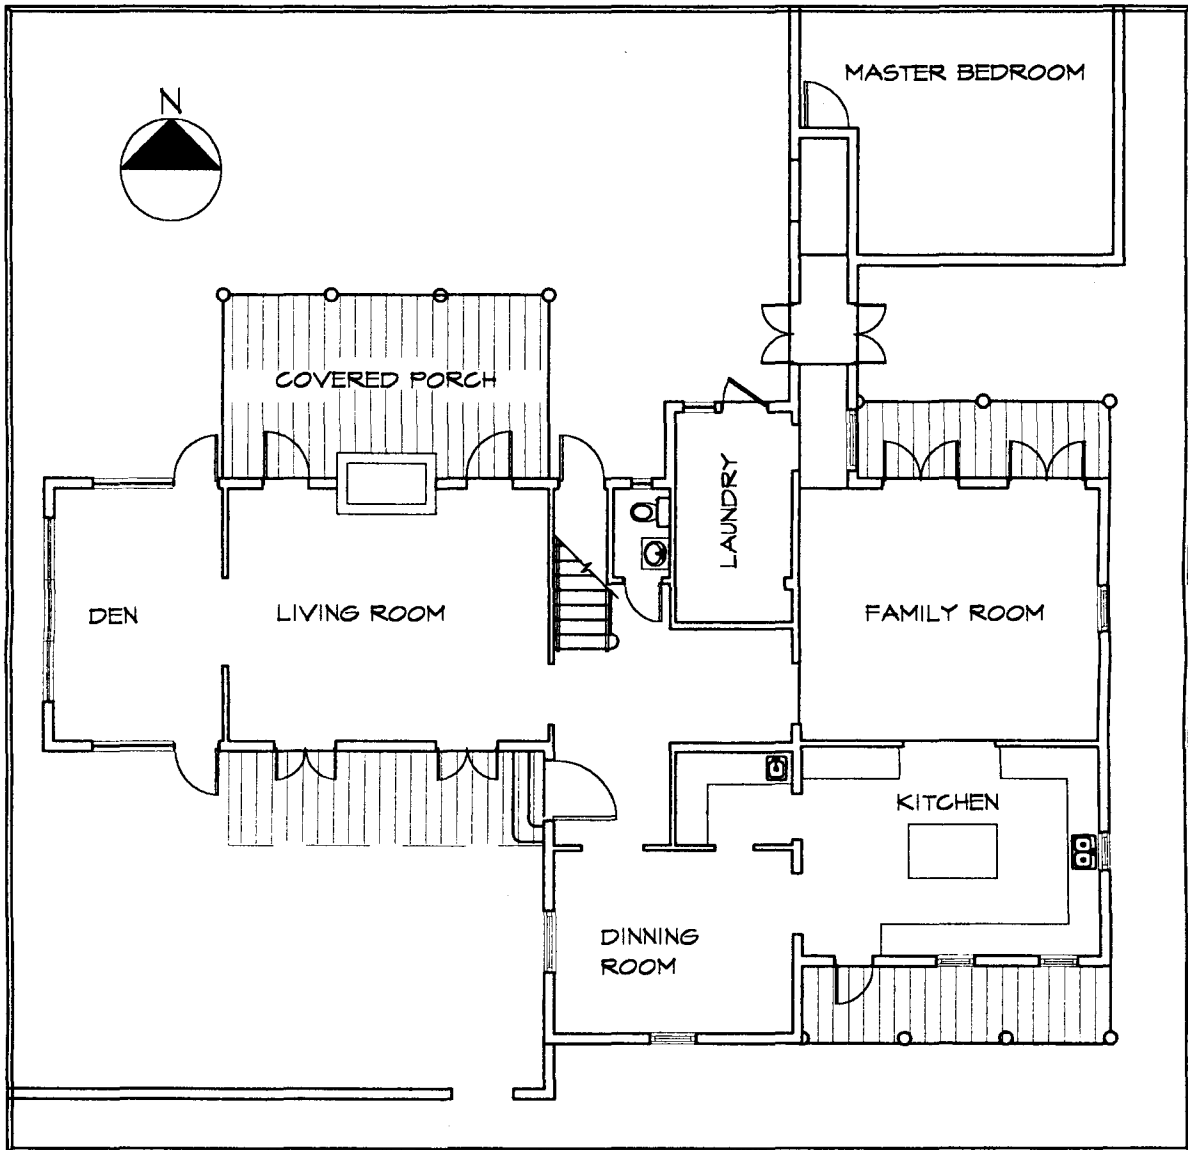 MASTER BEDROOM
N
COVERED PORCH
LAUNDRY
DEN
LIVING ROOM
FAMILY ROOM
KITCHEN
DINNING
ROOM